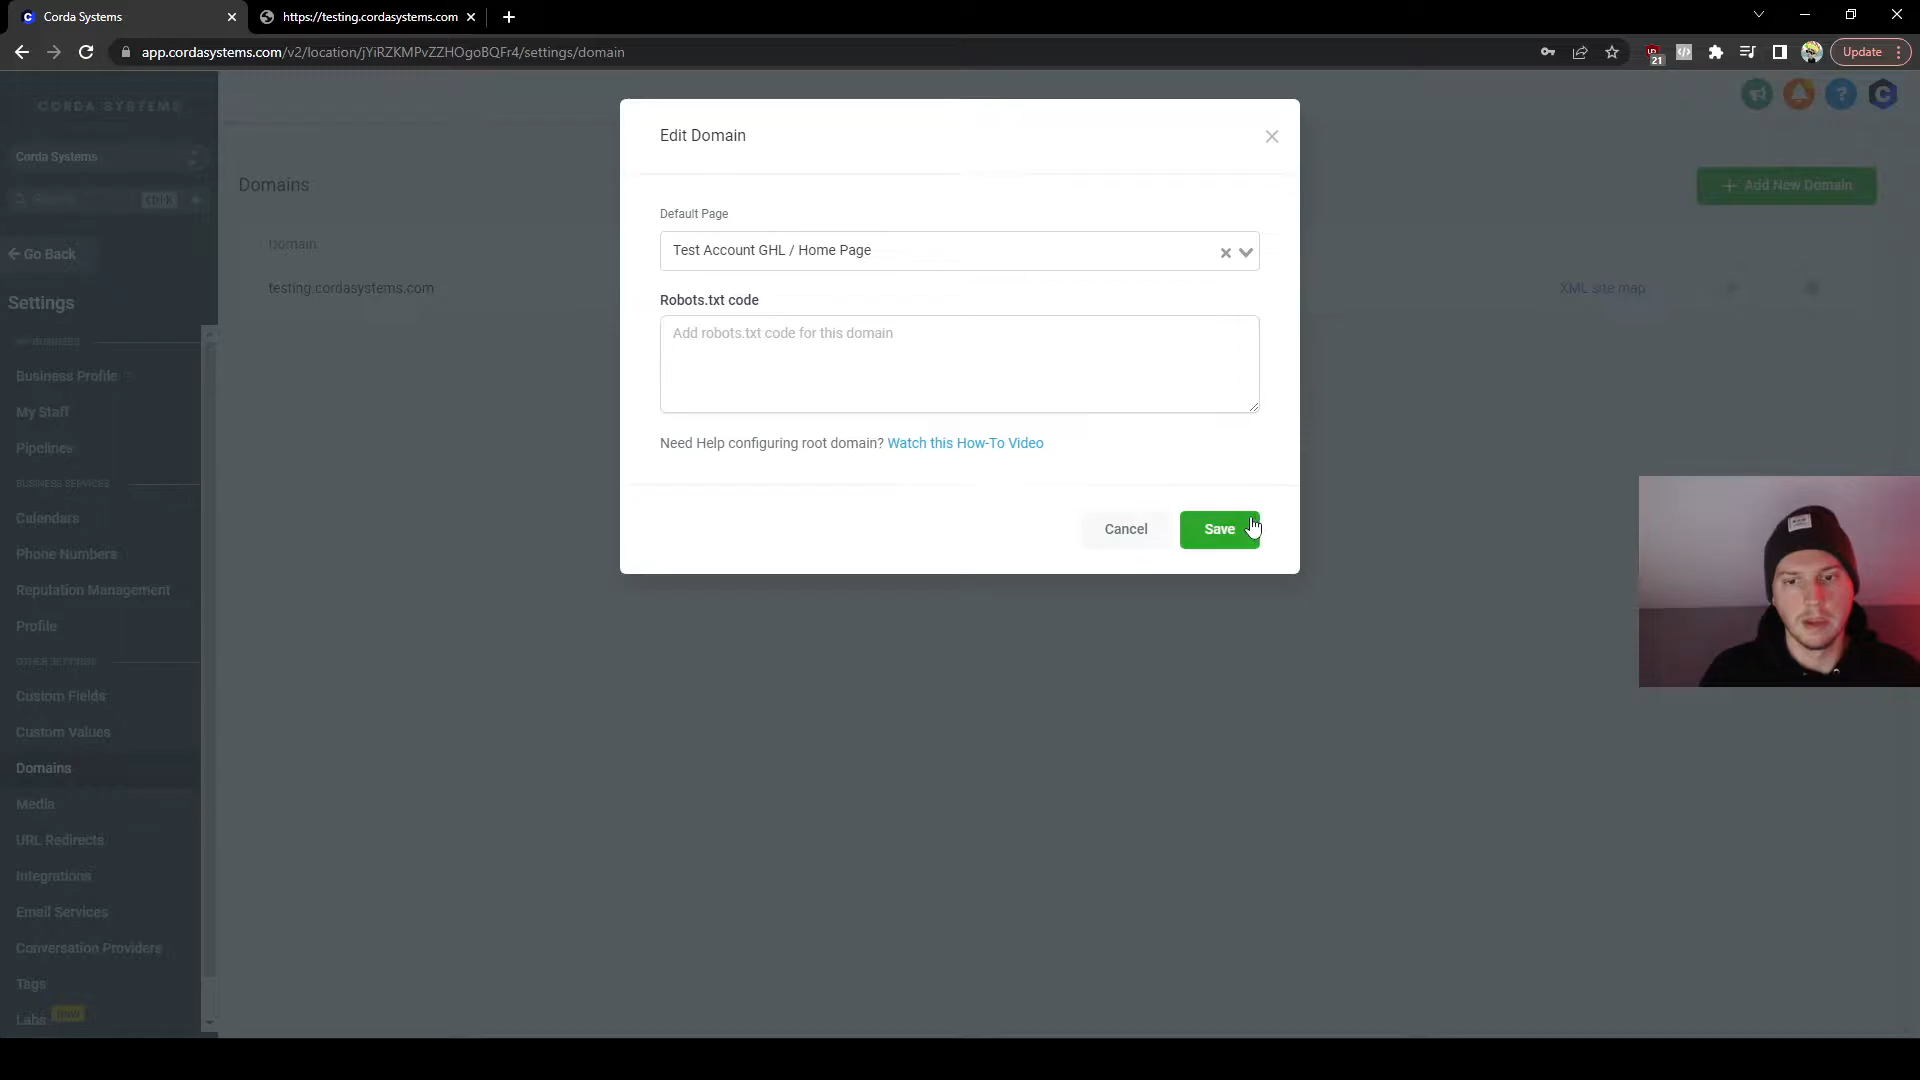 Corda Systems
https://testing.cordasystems.com
app.cordasystems.com/v2/location/jYiRZKMPvZZHOgoBQFr4/settings/domain
21
Update
CORDA SYSTEMS
Corda Systems
Search
Ctrl K
Go Back
Settings
MY BUSINESS
Business Profile
My Staff
Pipelines
BUSINESS SERVICES
Calendars
Phone Numbers
Reputation Management
Profile
OTHER SETTINGS
Custom Fields
Custom Values
Domains
Media
URL Redirects
Integrations
Email Services
Conversation Providers
Tags
Labs
new
Domains
+ Add New Domain
Domain
testing.cordasystems.com
XML site map
Edit Domain
Default Page
Test Account GHL / Home Page
Robots.txt code
Add robots.txt code for this domain
Need Help configuring root domain? Watch this How-To Video
Cancel
Save